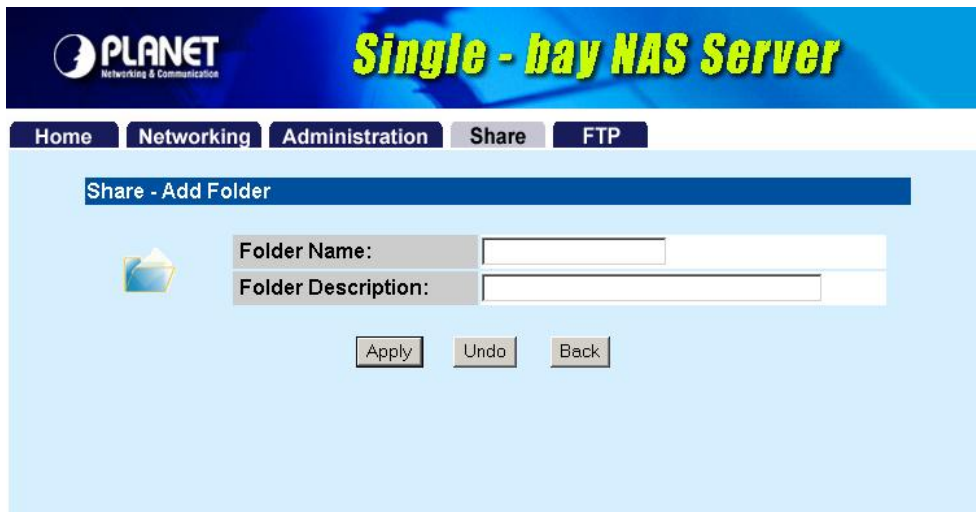 PLANET
Networking & Communication
Single - bay NAS Server
Home Networking Administration Share FTP
Share - Add Folder
Folder Name:
Folder Description:
Apply Undo Back